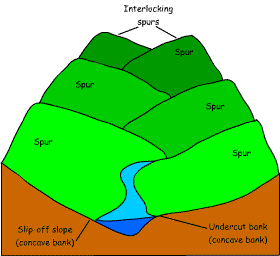 Interlocking
spurs
Spur
Spur
Spur
Spur
Spur
Spur
Slip-off slope
(concave bank)
Undercut bank
(concave bank)